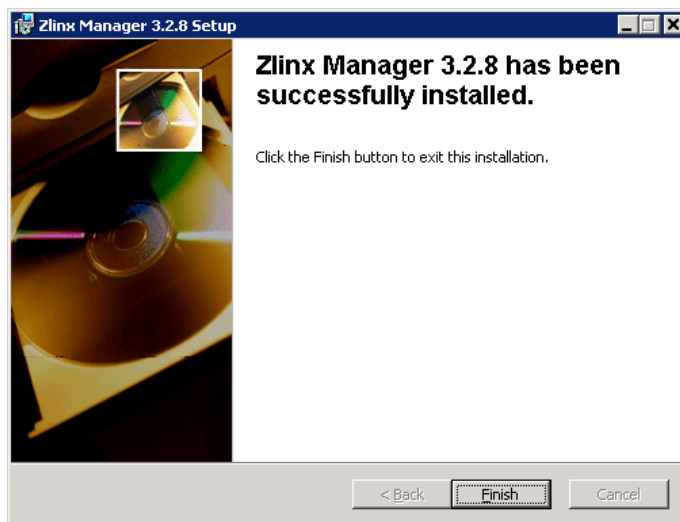 Zlinx Manager 3.2.8 Setup
Zlinx Manager 3.2.8 has been
successfully installed.
Click the Finish button to exit this installation.
< Back
Finish
Cancel